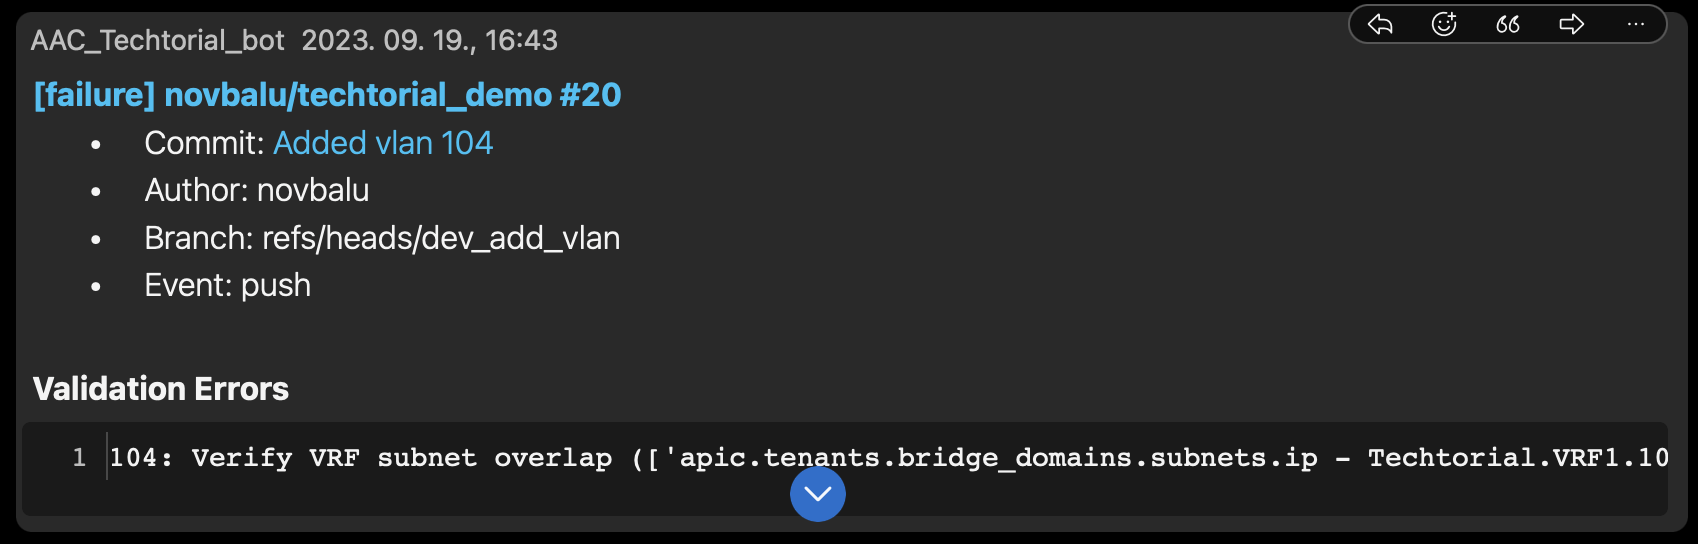 AAC_Techtorial_bot 2023. 09. 19., 16:43
[failure] novbalu/techtorial_demo #20
• Commit: Added vlan 104
• Author: novbalu
• Branch: refs/heads/dev_add_vlan
• Event: push
Validation Errors
1 104: Verify VRF subnet overlap (['apic.tenants.bridge_domains.subnets.ip - Techtorial.VRF1.10